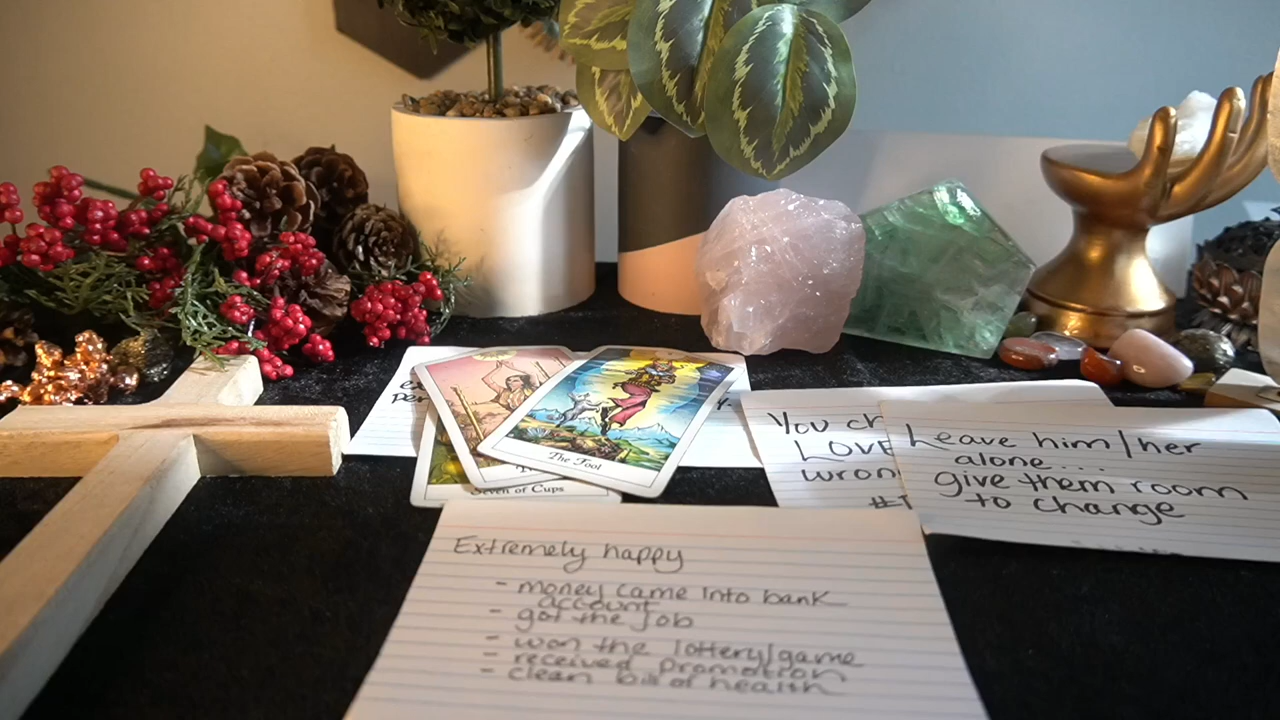 The Fool
Seven of Cups
You ch
LOVE
wron
Leave him/her
alone...
give them room
to change
Extremely happy
- money came into bank
account
- got the job
- won the lottery/game
- received promotion
- clean bill of health